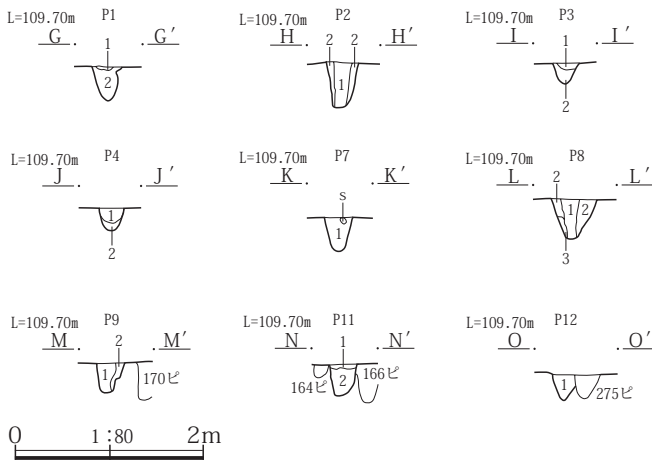 L=109.70m P1
G G′
1
2
L=109.70m P2
H 2 2 H′
1
L=109.70m P3
I 1 I′
2
L=109.70m P4
J J′
1
2
L=109.70m P7
K K′
s
1
L=109.70m P8
L 2 L′
1 2
3
L=109.70m P9
M 2 M′
1 170ピ
L=109.70m P11
N 1 N′
164ピ 2 166ピ
L=109.70m P12
O O′
1 275ピ
0 1:80 2m